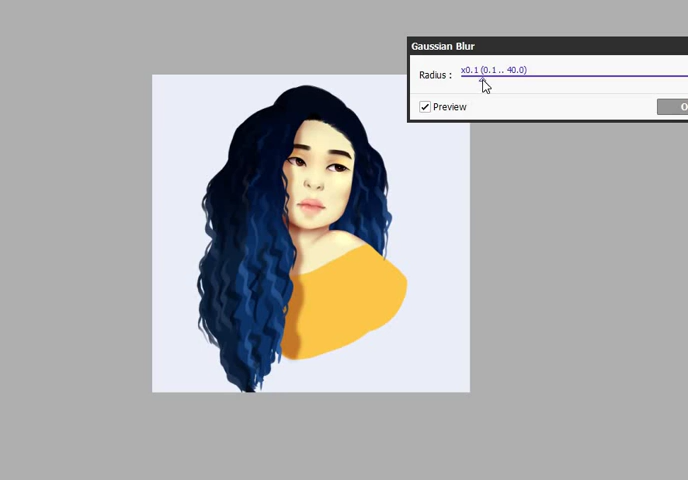 Gaussian Blur
Radius :
x0.1 (0.1 .. 40.0)
Preview
O